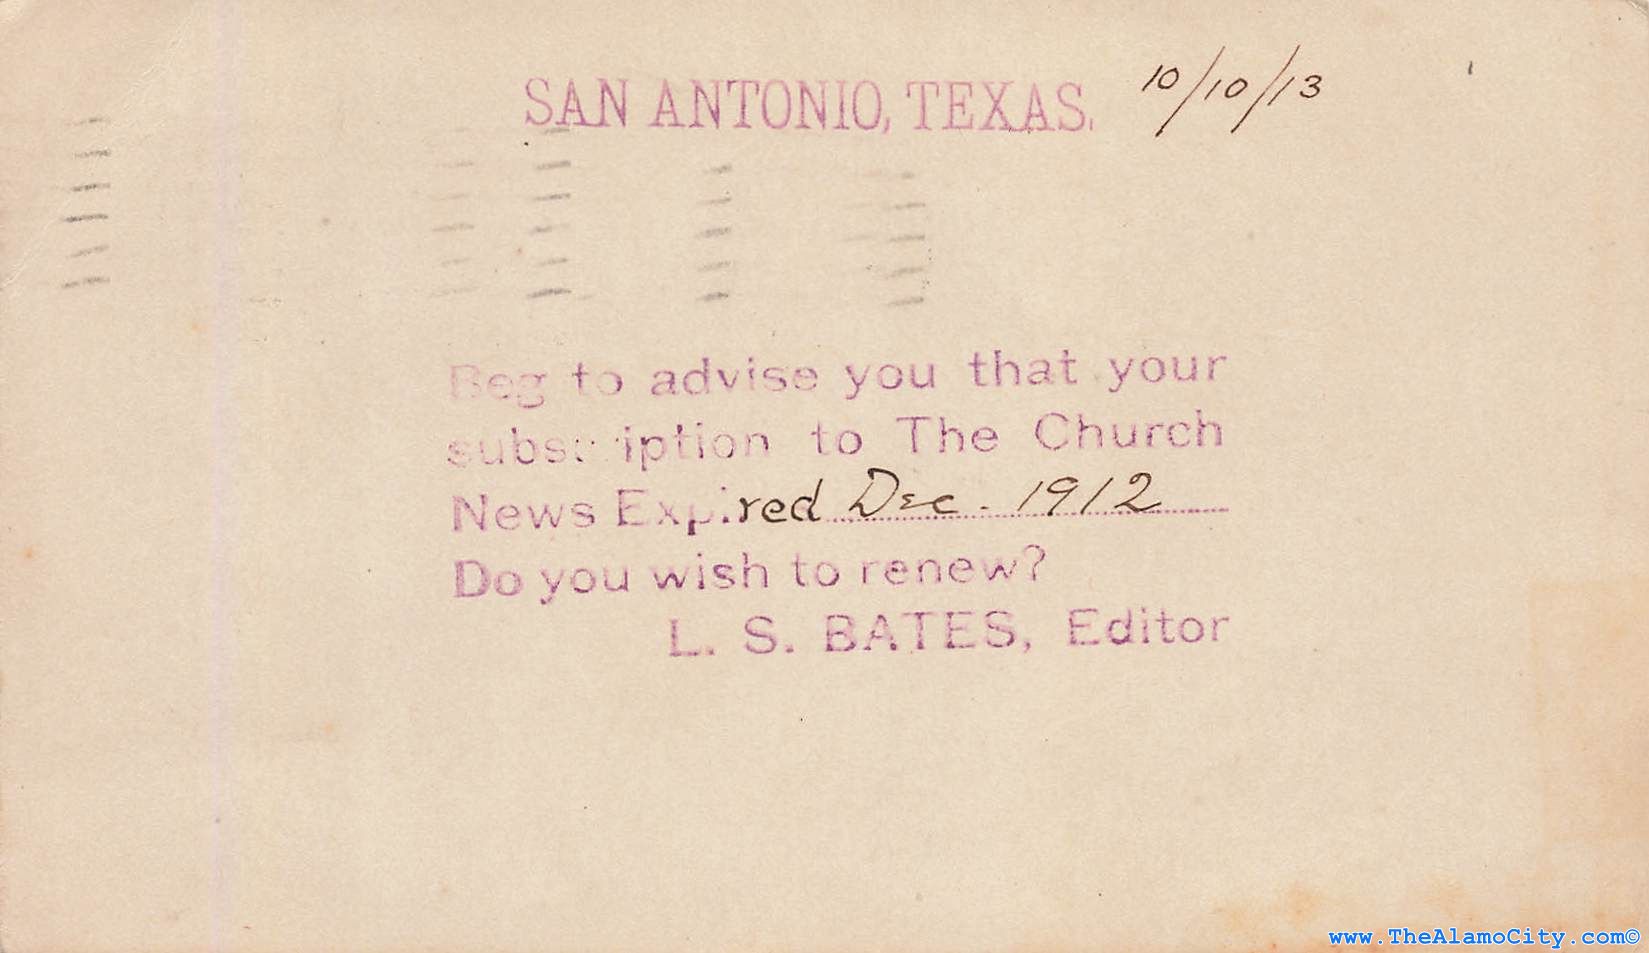 SAN ANTONIO, TEXAS. 10/10/13
Beg to advise you that your
subscription to The Church
News Expired Dec. 1912
Do you wish to renew?
L. S. BATES, Editor
www.TheAlamoCity.com©